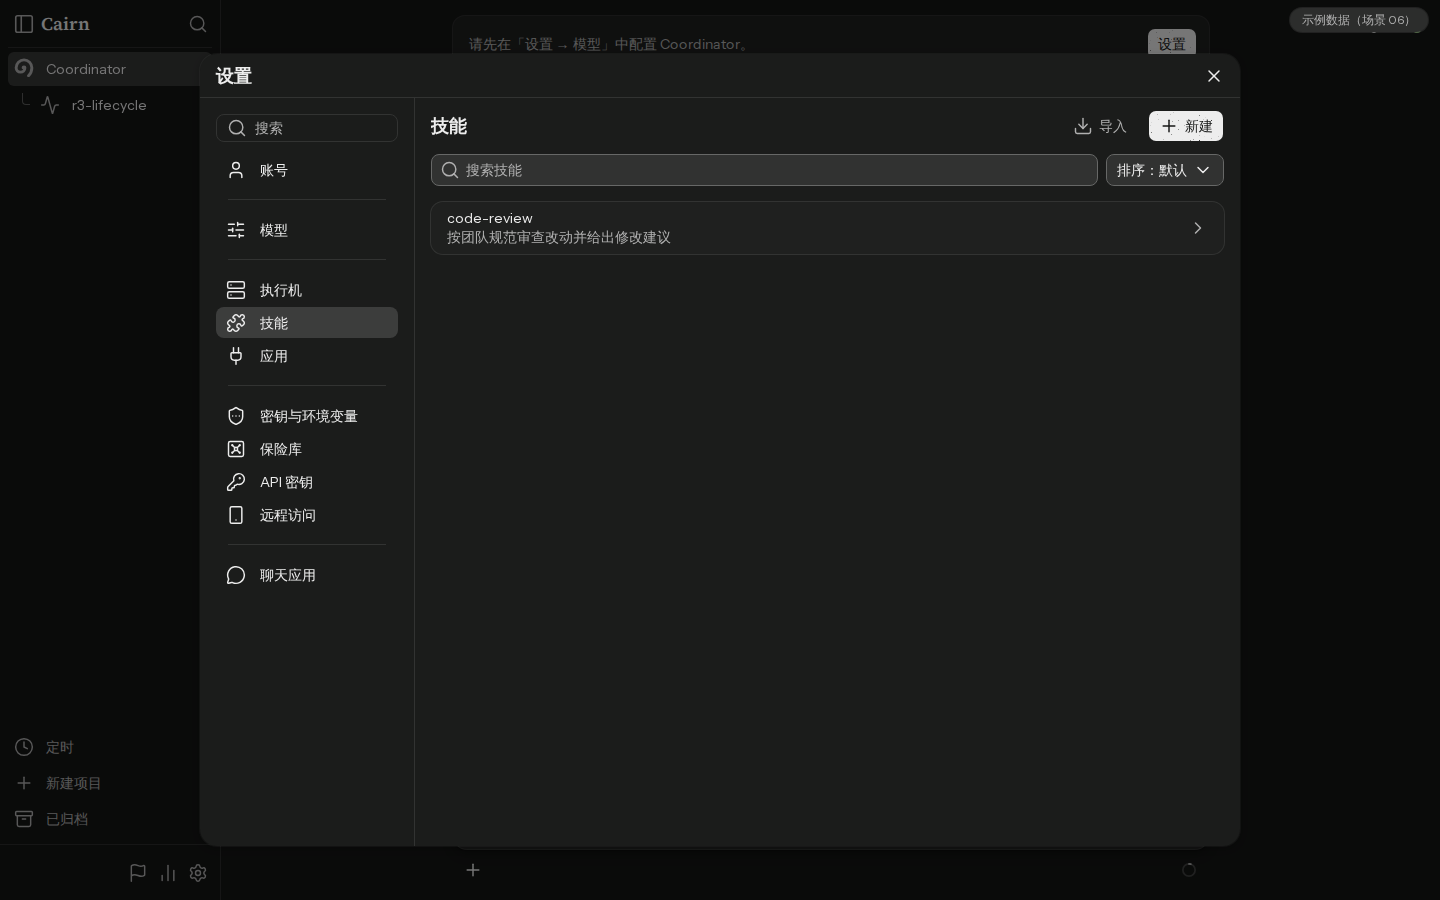 Cairn
Coordinator
r3-lifecycle
定时
新建项目
已归档
请先在「设置 → 模型」中配置 Coordinator。
设置
示例数据（场景 06）
设置
搜索
账号
模型
执行机
技能
应用
密钥与环境变量
保险库
API 密钥
远程访问
聊天应用
技能
导入
新建
搜索技能
排序：默认
code-review
按团队规范审查改动并给出修改建议